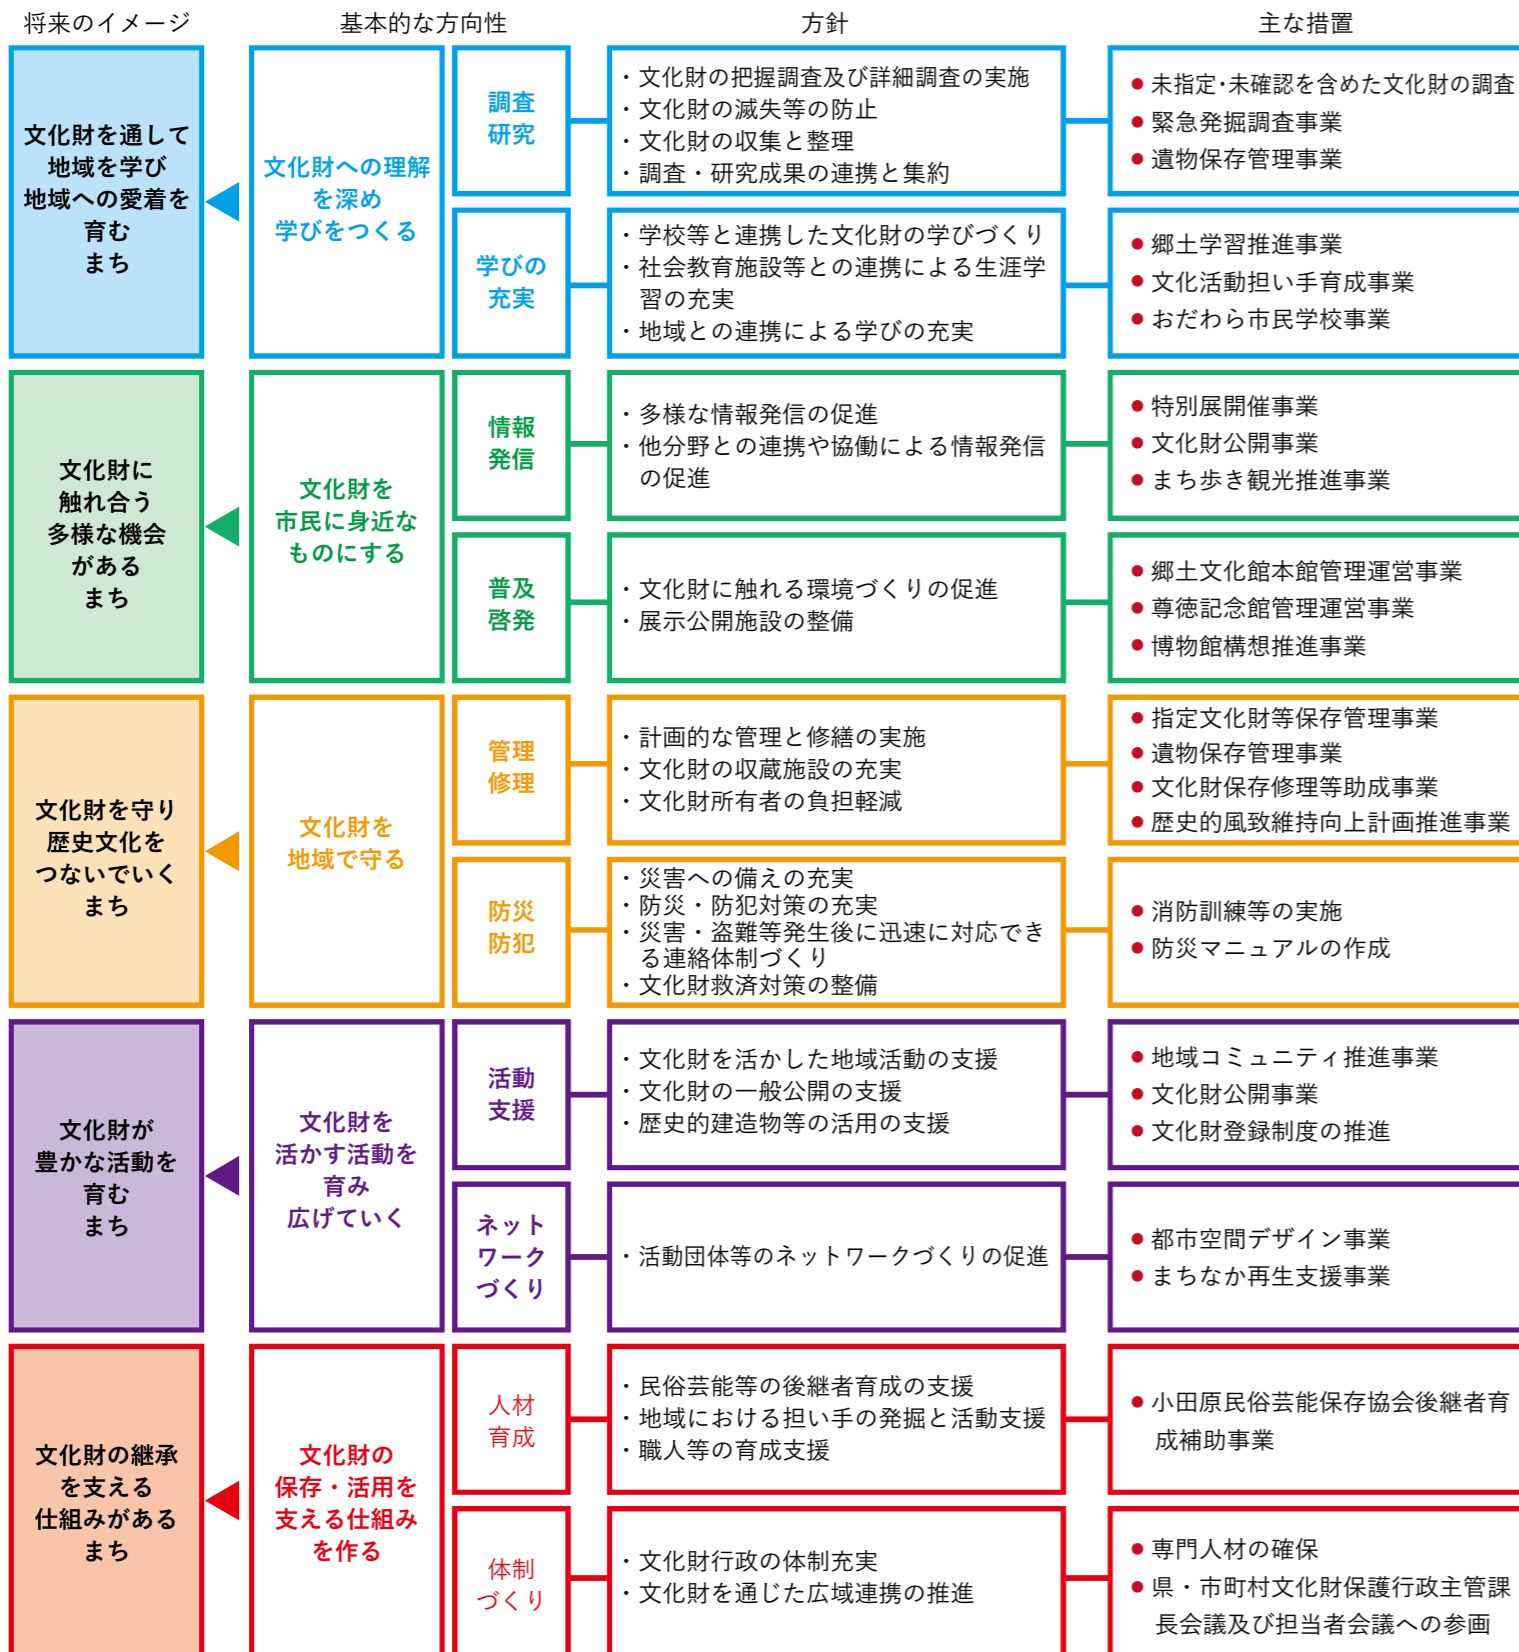 将来のイメージ
基本的な方向性
方針
主な措置
文化財を通して
地域を学び
地域への愛着を
育む
まち
文化財への理解
を深め
学びをつくる
調査
研究
・文化財の把握調査及び詳細調査の実施
・文化財の滅失等の防止
・文化財の収集と整理
・調査・研究成果の連携と集約
●未指定・未確認を含めた文化財の調査
●緊急発掘調査事業
●遺物保存管理事業
学びの
充実
・学校等と連携した文化財の学びづくり
・社会教育施設等との連携による生涯学
習の充実
・地域との連携による学びの充実
●郷土学習推進事業
●文化活動担い手育成事業
●おだわら市民学校事業
文化財に
触れ合う
多様な機会
がある
まち
文化財を
市民に身近な
ものにする
情報
発信
・多様な情報発信の促進
・他分野との連携や協働による情報発信
の促進
●特別展開催事業
●文化財公開事業
●まち歩き観光推進事業
普及
啓発
・文化財に触れる環境づくりの促進
・展示公開施設の整備
●郷土文化館本館管理運営事業
●尊徳記念館管理運営事業
●博物館構想推進事業
文化財を守り
歴史文化を
つないでいく
まち
文化財を
地域で守る
管理
修理
・計画的な管理と修繕の実施
・文化財の収蔵施設の充実
・文化財所有者の負担軽減
●指定文化財等保存管理事業
●遺物保存管理事業
●文化財保存修理等助成事業
●歴史的風致維持向上計画推進事業
防災
防犯
・災害への備えの充実
・防災・防犯対策の充実
・災害・盗難等発生後に迅速に対応でき
る連絡体制づくり
・文化財救済対策の整備
●消防訓練等の実施
●防災マニュアルの作成
文化財が
豊かな活動を
育む
まち
文化財を
活かす活動を
育み
広げていく
活動
支援
・文化財を活かした地域活動の支援
・文化財の一般公開の支援
・歴史的建造物等の活用の支援
●地域コミュニティ推進事業
●文化財公開事業
●文化財登録制度の推進
ネット
ワーク
づくり
・活動団体等のネットワークづくりの促進
●都市空間デザイン事業
●まちなか再生支援事業
文化財の継承
を支える
仕組みがある
まち
文化財の
保存・活用を
支える仕組み
を作る
人材
育成
・民俗芸能等の後継者育成の支援
・地域における担い手の発掘と活動支援
・職人等の育成支援
●小田原民俗芸能保存協会後継者育
成補助事業
体制
づくり
・文化財行政の体制充実
・文化財を通じた広域連携の推進
●専門人材の確保
●県・市町村文化財保護行政主管課
長会議及び担当者会議への参画